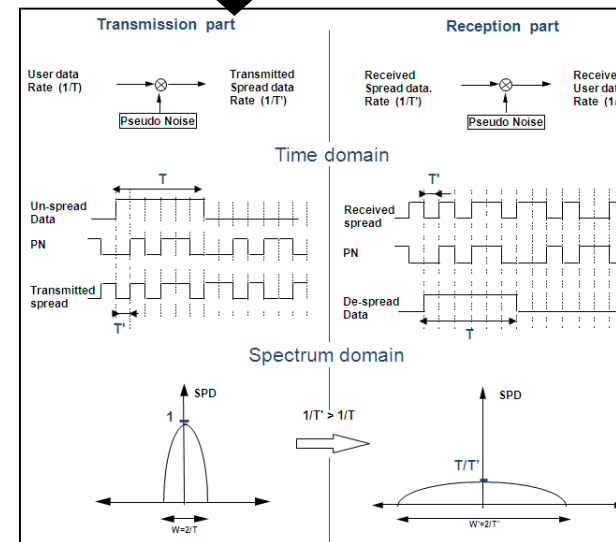 Transmission part
Reception part
User data
Rate (1/T)
Transmitted
Spread data
Rate (1/T')
Pseudo Noise
Received
Spread data.
Rate (1/T')
Pseudo Noise
Time domain
T
Un-spread
Data
PN
Transmitted
spread
T'
T'
Received
spread
PN
De-spread
Data
T
Spectrum domain
SPD
1
W=2/T
1/T' > 1/T
SPD
T/T'
W'=2/T'